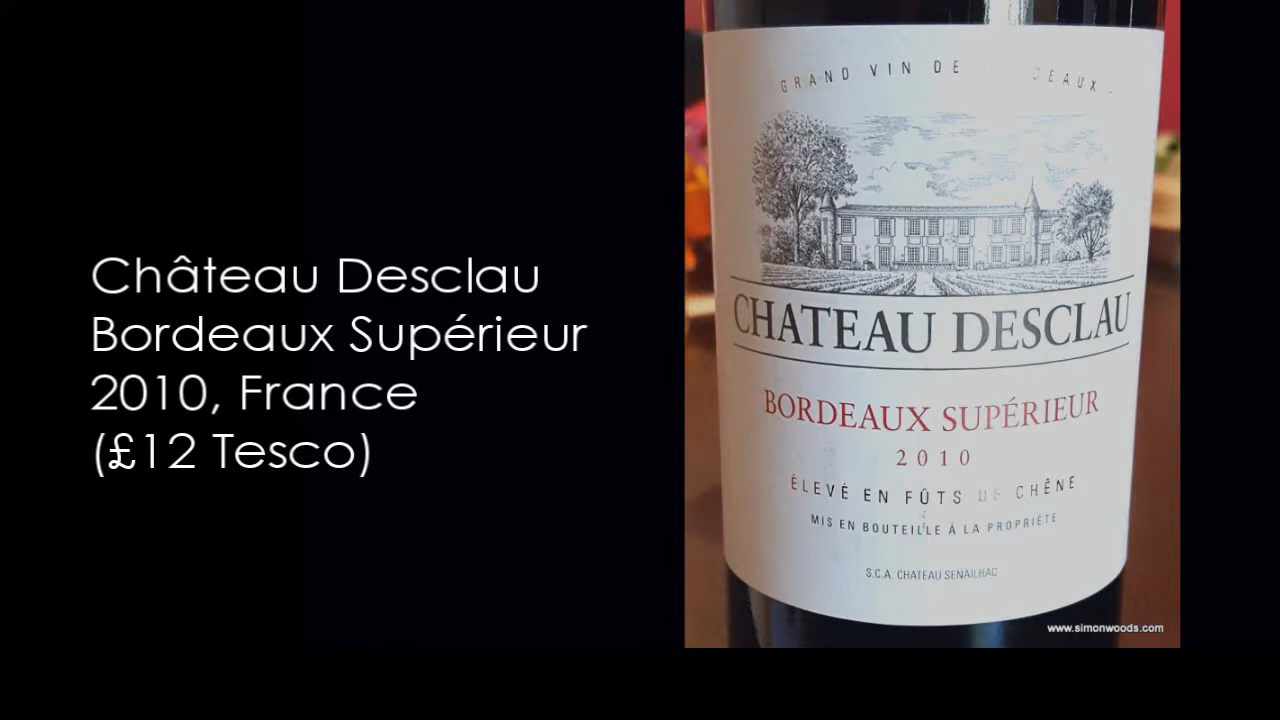 Château Desclau
Bordeaux Supérieur
2010, France
(£12 Tesco)
GRAND VIN DE
CHATEAU DESCLAU
BORDEAUX SUPÉRIEUR
2010
ÉLEVÉ EN FÛTS DE CHÊNE
MIS EN BOUTEILLE À LA PROPRIÉTÉ
S.C.A. CHATEAU SENAILHAC
www.simonwoods.com